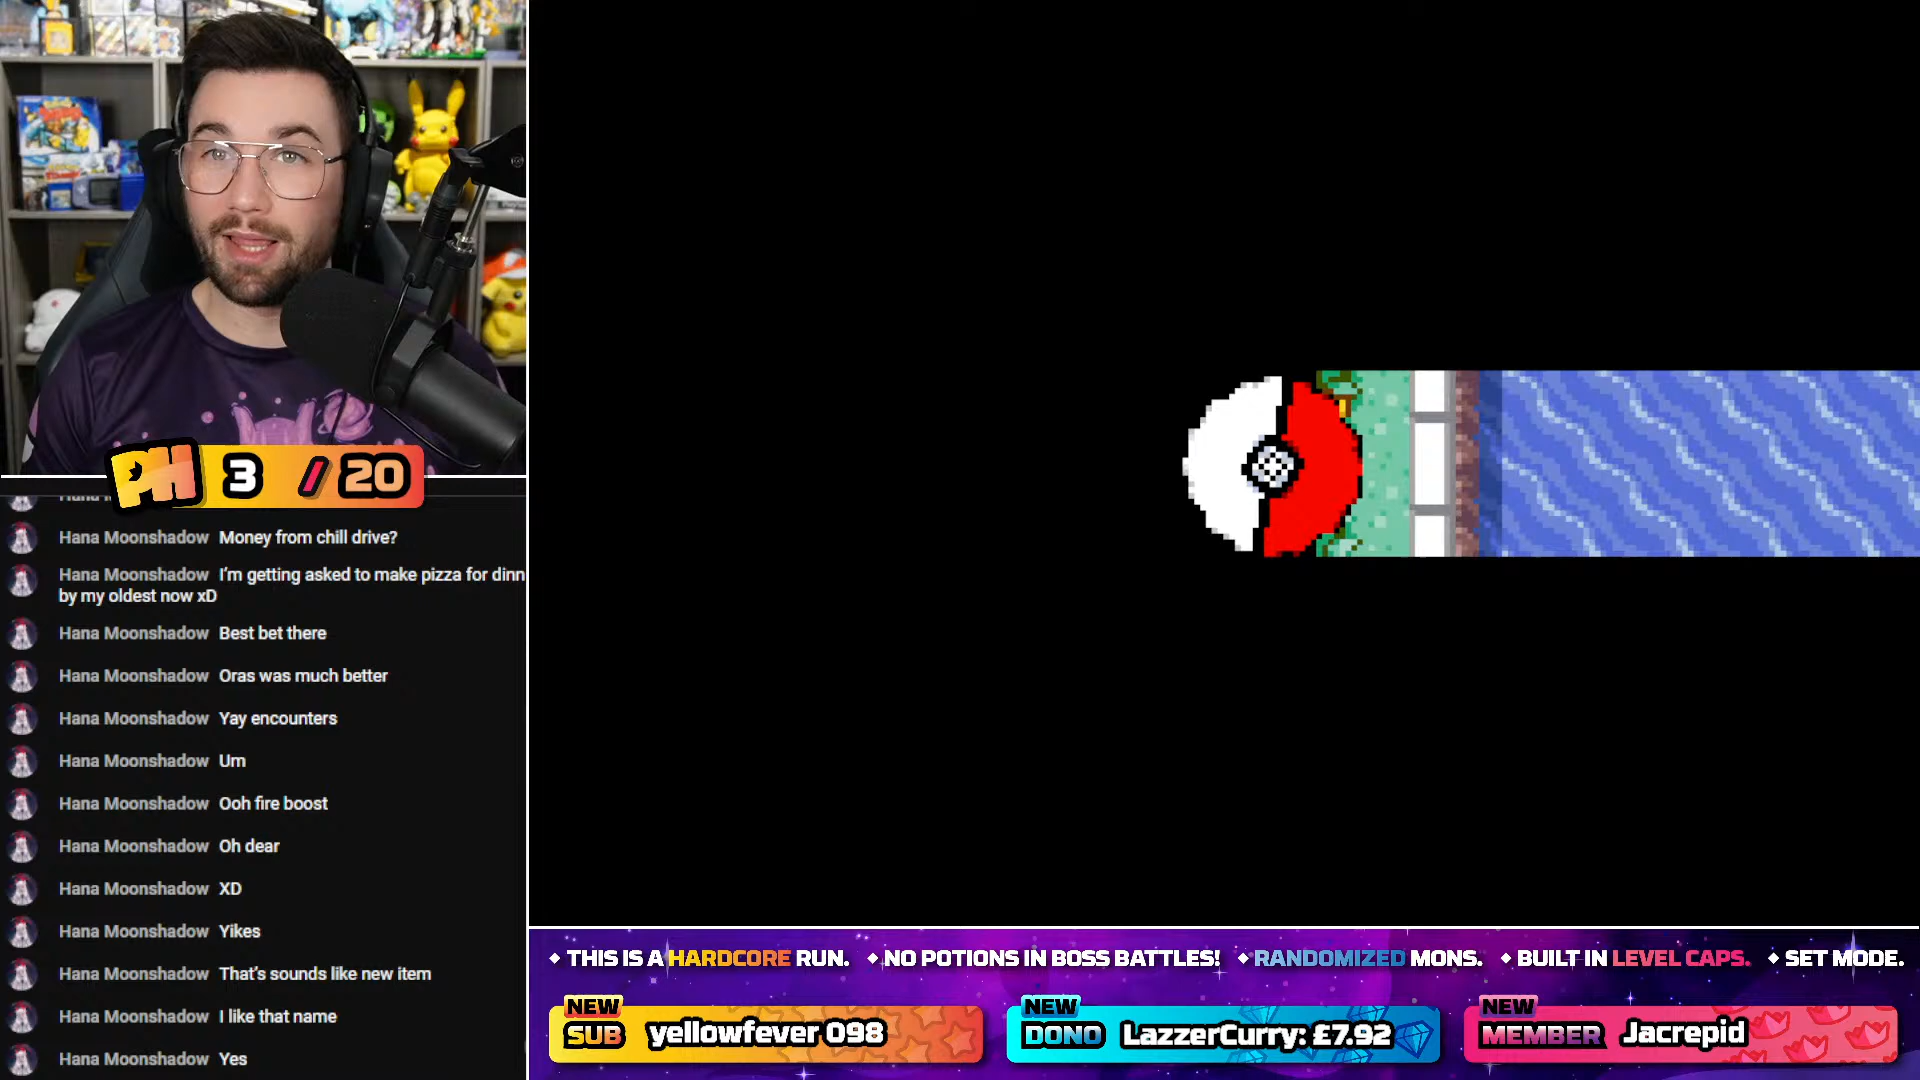 PH 3 / 20
Hana Moonshadow Money from chill drive?
Hana Moonshadow I'm getting asked to make pizza for dinn
by my oldest now xD
Hana Moonshadow Best bet there
Hana Moonshadow Oras was much better
Hana Moonshadow Yay encounters
Hana Moonshadow Um
Hana Moonshadow Ooh fire boost
Hana Moonshadow Oh dear
Hana Moonshadow XD
Hana Moonshadow Yikes
Hana Moonshadow That's sounds like new item
Hana Moonshadow I like that name
Hana Moonshadow Yes
THIS IS A HARDCORE RUN. NO POTIONS IN BOSS BATTLES! RANDOMIZED MONS. BUILT IN LEVEL CAPS. SET MODE.
NEW SUB yellowfever 098
NEW DONO LazzerCurry: £7.92
NEW MEMBER Jacrepid